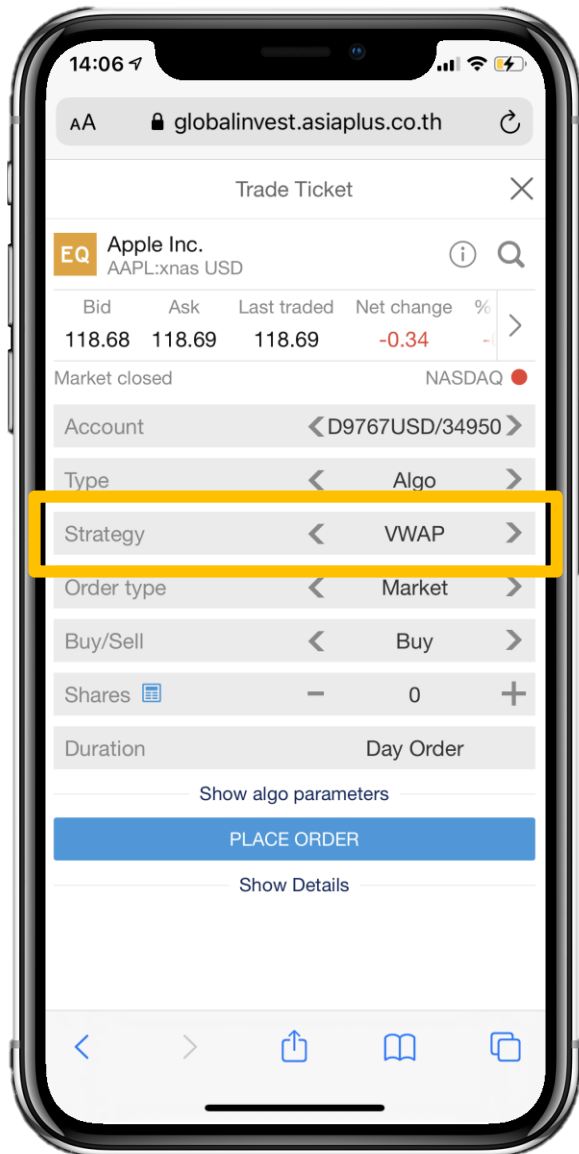 14:06
AA globalinvest.asiaplus.co.th
Trade Ticket
EQ Apple Inc.
AAPL:xnas USD
Bid Ask Last traded Net change %
118.68 118.69 118.69 -0.34 -
Market closed NASDAQ
Account D9767USD/34950
Type Algo
Strategy VWAP
Order type Market
Buy/Sell Buy
Shares 0
Duration Day Order
Show algo parameters
PLACE ORDER
Show Details